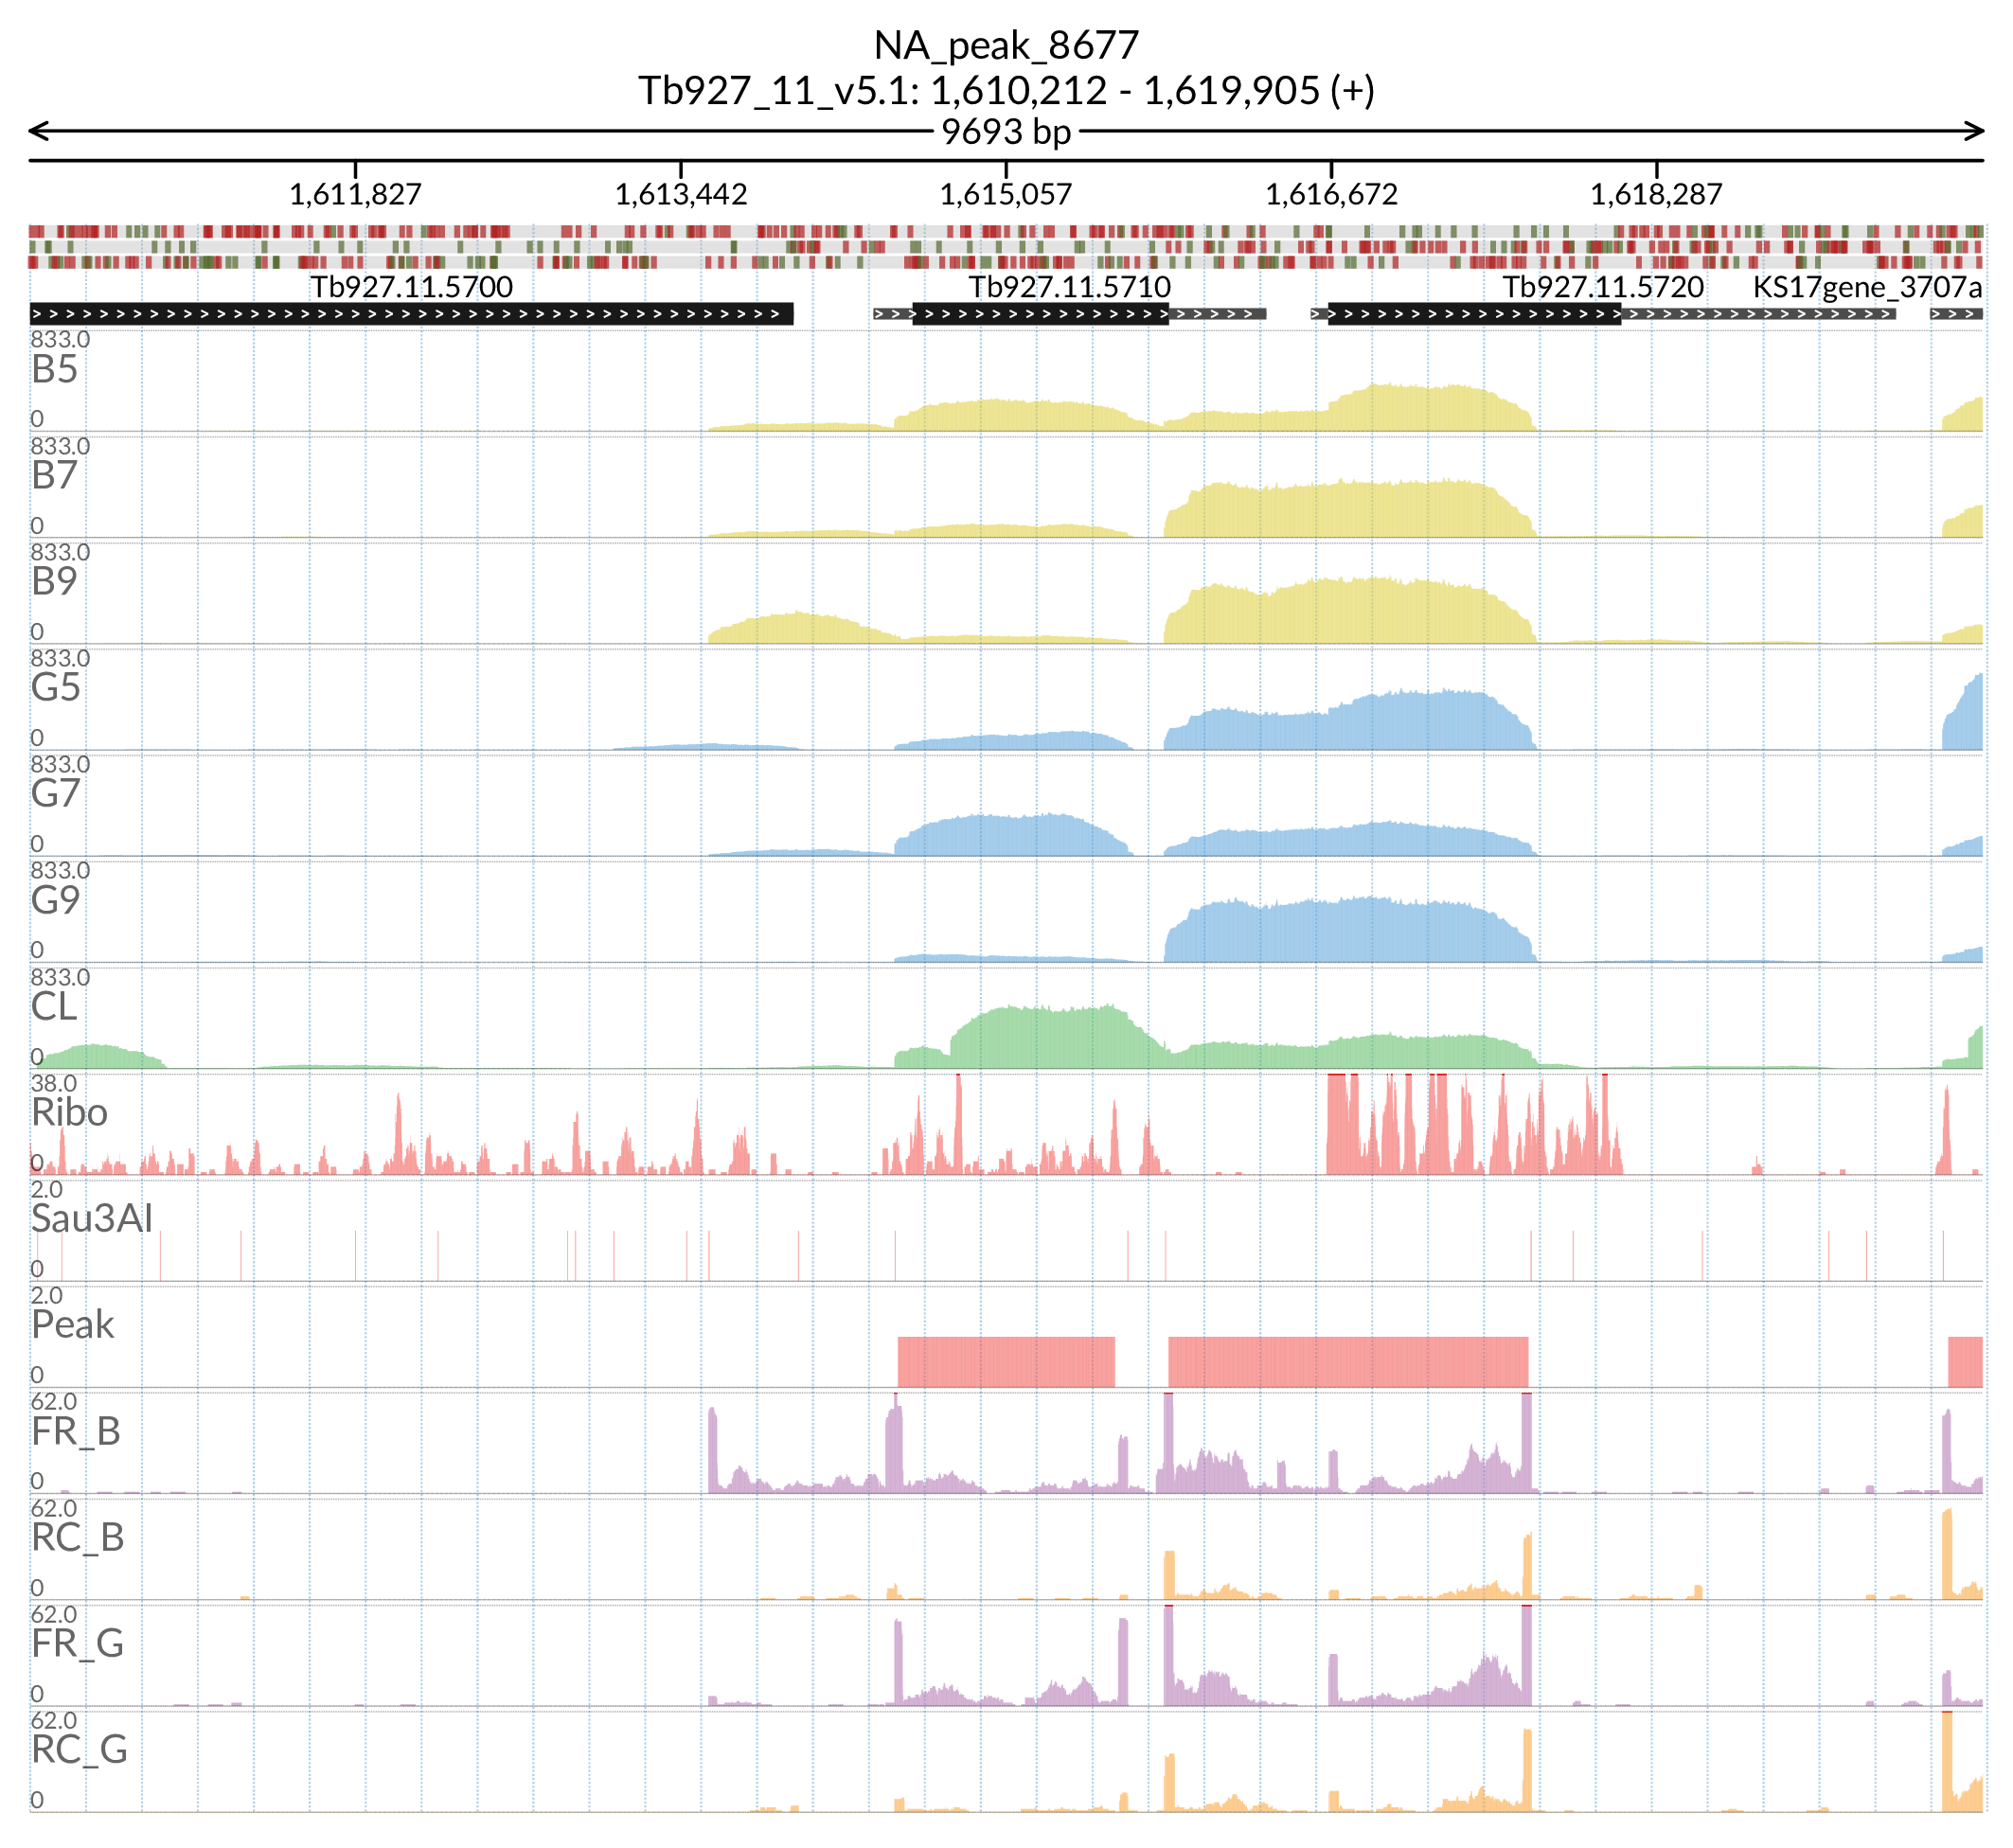 NA_peak_8677
Tb927_11_v5.1: 1,610,212 - 1,619,905 (+)
9693 bp
1,611,827 1,613,442 1,615,057 1,616,672 1,618,287
Tb927.11.5700 Tb927.11.5710 Tb927.11.5720 KS17gene_3707a
833.0
B5
0
833.0
B7
0
833.0
B9
0
833.0
G5
0
833.0
G7
0
833.0
G9
0
833.0
CL
0
38.0
Ribo
0
2.0
Sau3AI
0
2.0
Peak
0
62.0
FR_B
0
62.0
RC_B
0
62.0
FR_G
0
62.0
RC_G
0